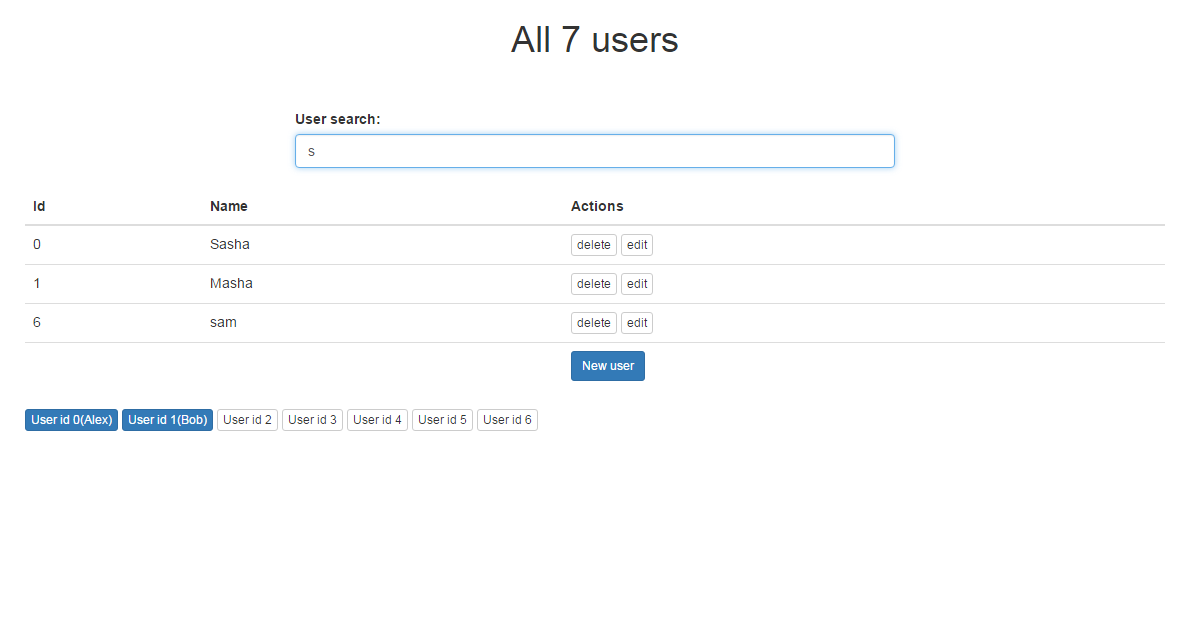 All 7 users
User search:
s
Id Name Actions
0 Sasha delete edit
1 Masha delete edit
6 sam delete edit
New user
User id 0(Alex) User id 1(Bob) User id 2 User id 3 User id 4 User id 5 User id 6